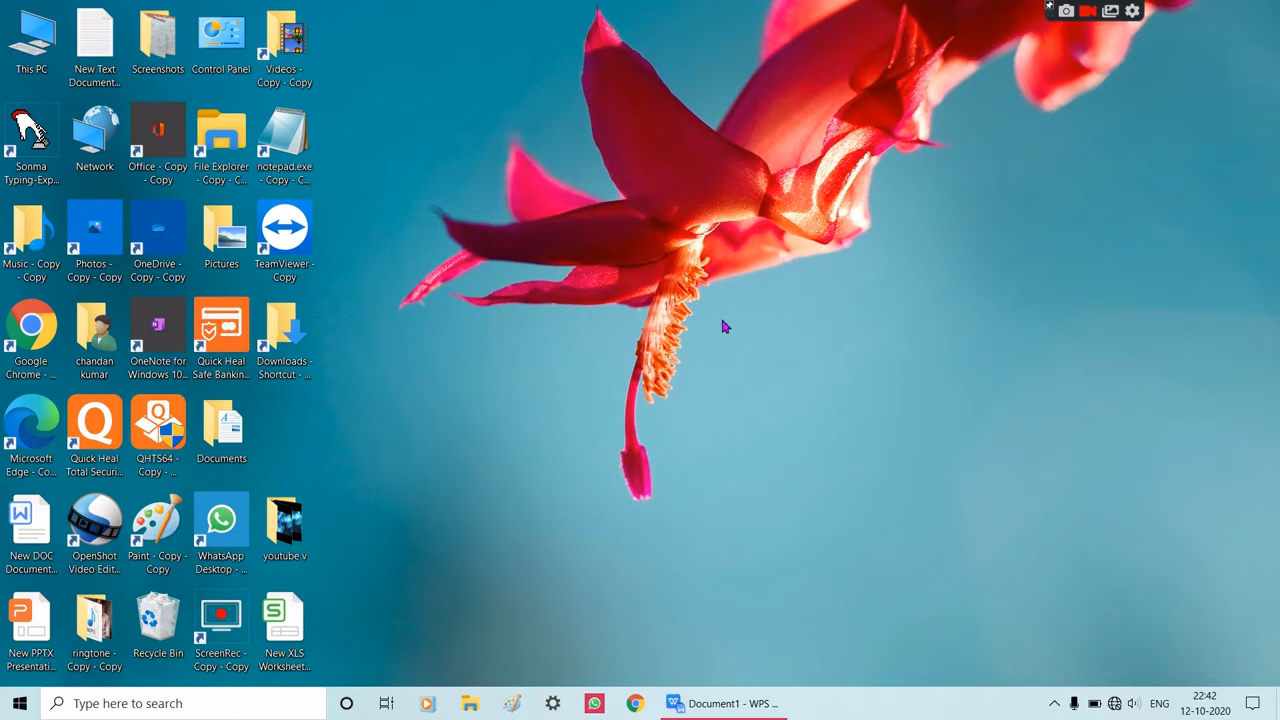 This PC
New Text
Document...
Screenshots
Control Panel
Videos -
Copy - Copy
Sonma
Typing-Exp...
Network
Office - Copy
- Copy
File Explorer
- Copy - C...
notepad.exe
- Copy - C...
Music - Copy
- Copy
Photos -
Copy - Copy
OneDrive -
Copy - Copy
Pictures
TeamViewer -
Copy
Google
Chrome - ...
chandan
kumar
OneNote for
Windows 10...
Quick Heal
Safe Bankin...
Downloads -
Shortcut - ...
Microsoft
Edge - Co...
Quick Heal
Total Securi...
QHTS64 -
Copy - ...
Documents
New DOC
Document...
OpenShot
Video Edit...
Paint - Copy -
Copy
WhatsApp
Desktop - ...
youtube v
New PPTX
Presentati...
ringtone -
Copy - Copy
Recycle Bin
ScreenRec -
Copy - Copy
New XLS
Worksheet...
Type here to search
Document1 - WPS ...
ENG
22:42
12-10-2020